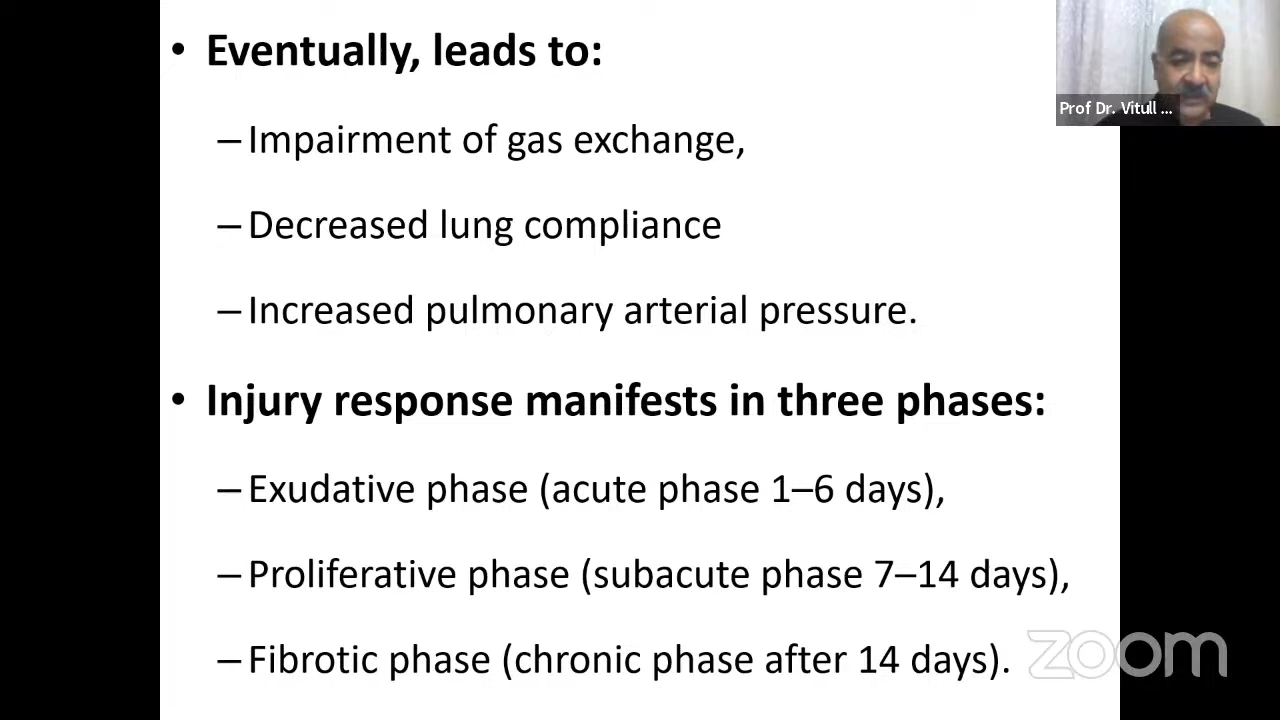 • Eventually, leads to:
Prof Dr. Vitull ...
– Impairment of gas exchange,
– Decreased lung compliance
– Increased pulmonary arterial pressure.
• Injury response manifests in three phases:
– Exudative phase (acute phase 1–6 days),
– Proliferative phase (subacute phase 7–14 days),
– Fibrotic phase (chronic phase after 14 days).
zoom